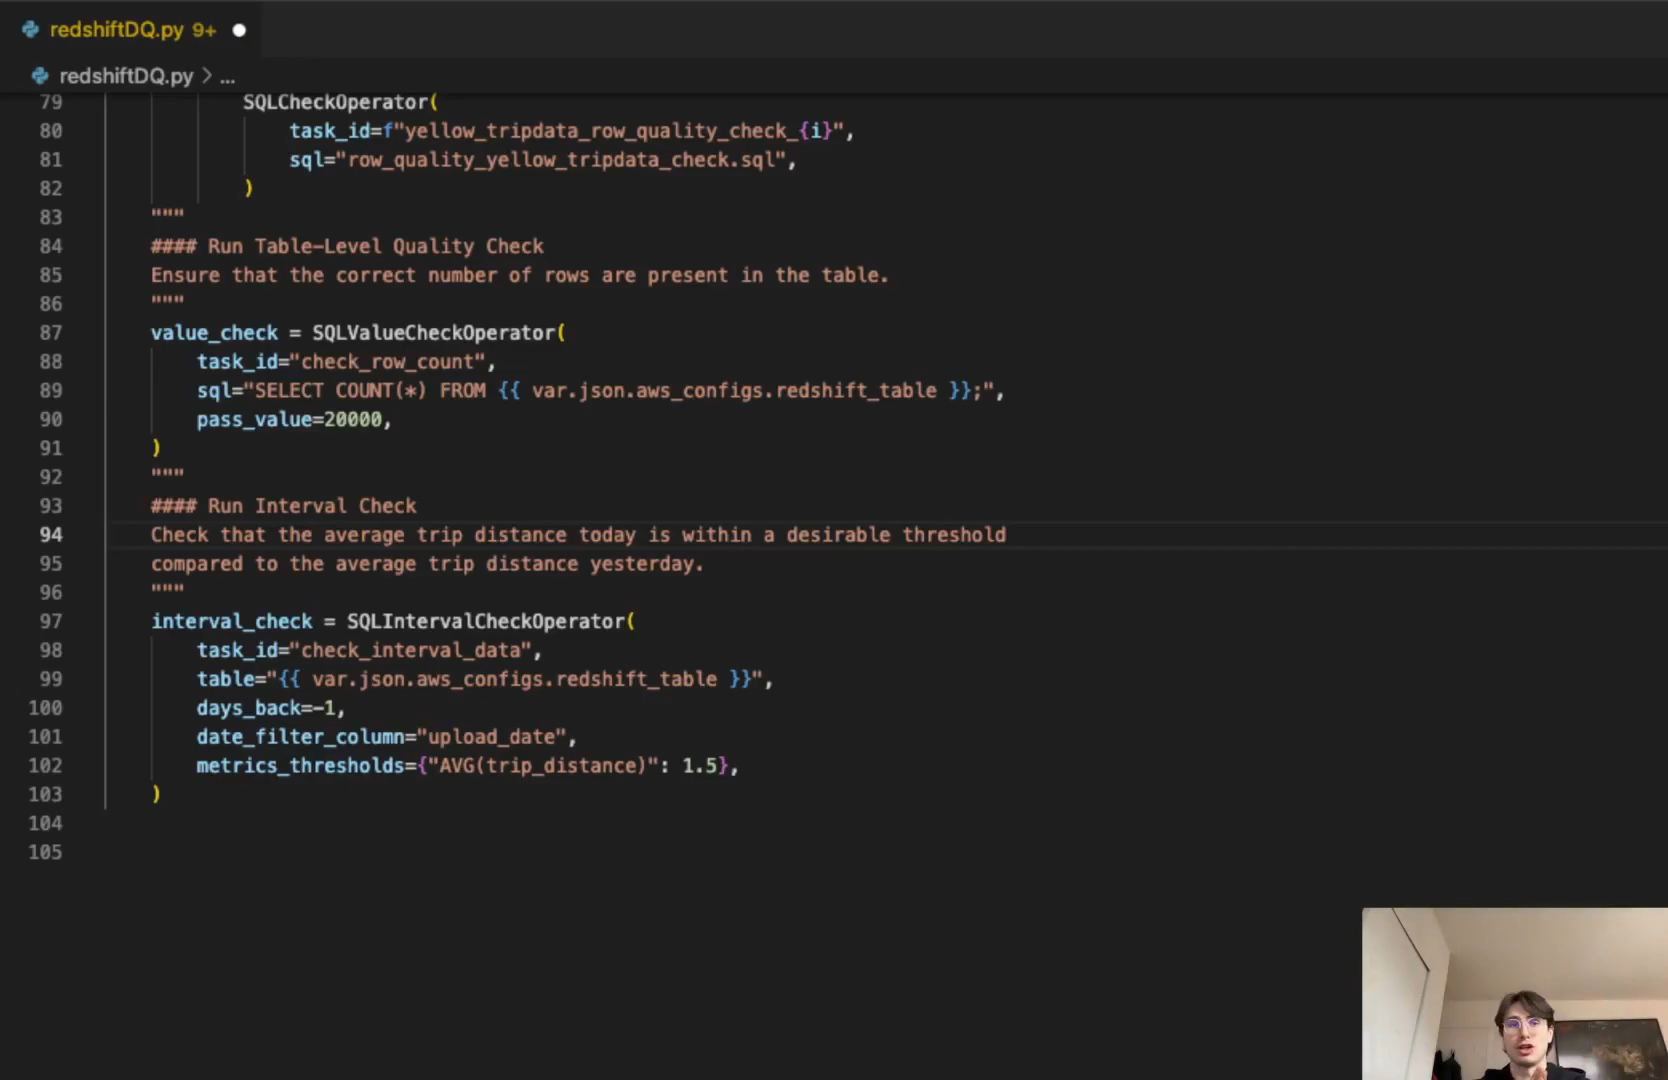 redshiftDQ.py 9+
redshiftDQ.py > ...
79 SQLCheckOperator(
80 task_id=f"yellow_tripdata_row_quality_check_{i}",
81 sql="row_quality_yellow_tripdata_check.sql",
82 )
83 """
84 #### Run Table-Level Quality Check
85 Ensure that the correct number of rows are present in the table.
86 """
87 value_check = SQLValueCheckOperator(
88 task_id="check_row_count",
89 sql="SELECT COUNT(*) FROM {{ var.json.aws_configs.redshift_table }};",
90 pass_value=20000,
91 )
92 """
93 #### Run Interval Check
94 Check that the average trip distance today is within a desirable threshold
95 compared to the average trip distance yesterday.
96 """
97 interval_check = SQLIntervalCheckOperator(
98 task_id="check_interval_data",
99 table="{{ var.json.aws_configs.redshift_table }}",
100 days_back=-1,
101 date_filter_column="upload_date",
102 metrics_thresholds={"AVG(trip_distance)": 1.5},
103 )
104
105